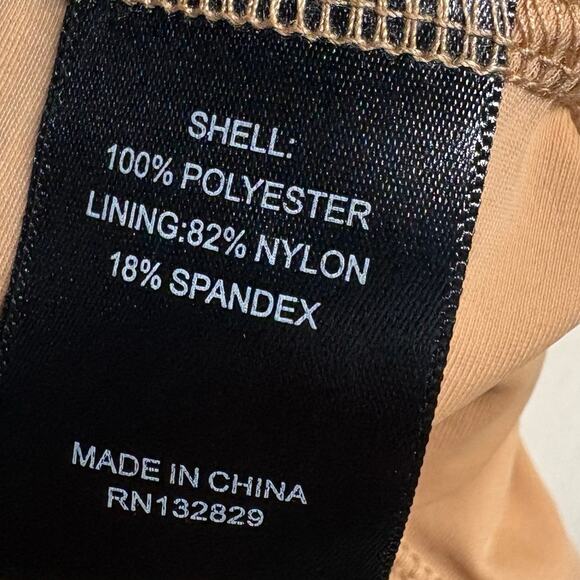 SHELL:
100% POLYESTER
LINING:82% NYLON
18% SPANDEX
MADE IN CHINA
RN132829